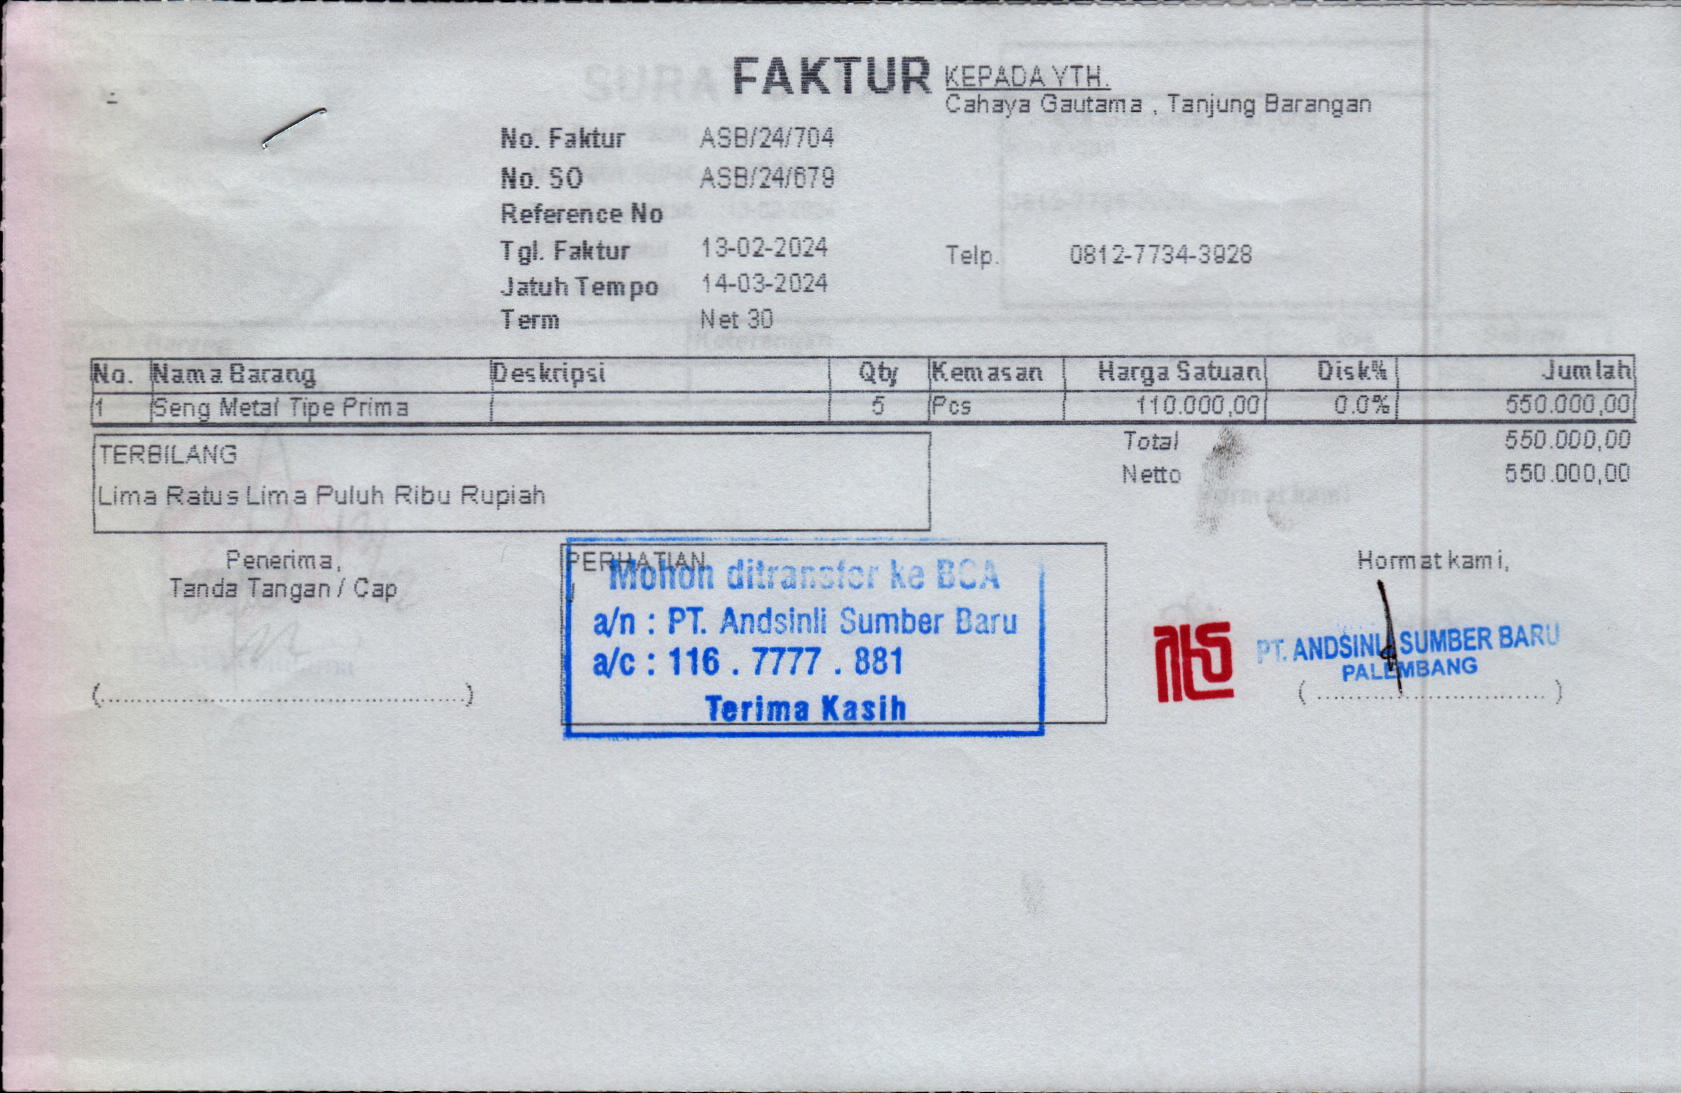 FAKTUR
KEPADA YTH.
Cahaya Gautama , Tanjung Barangan
No. Faktur ASB/24/704
No. SO ASB/24/679
Reference No
Tgl. Faktur 13-02-2024
Telp. 0812-7734-3928
Jatuh Tempo 14-03-2024
Term Net 30
No. Nama Barang Deskripsi Qty Kemasan Harga Satuan Disk% Jumlah
1 Seng Metal Tipe Prima 5 Pcs 110.000,00 0.0% 550.000,00
TERBILANG
Lima Ratus Lima Puluh Ribu Rupiah
Total 550.000,00
Netto 550.000,00
Penerima,
Tanda Tangan / Cap
(........................................)
PERHATIAN
Mohon ditransfer ke BCA
a/n : PT. Andsinli Sumber Baru
a/c : 116 . 7777 . 881
Terima Kasih
Hormat kami,
PT. ANDSINLI SUMBER BARU
PALEMBANG
( ............................ )